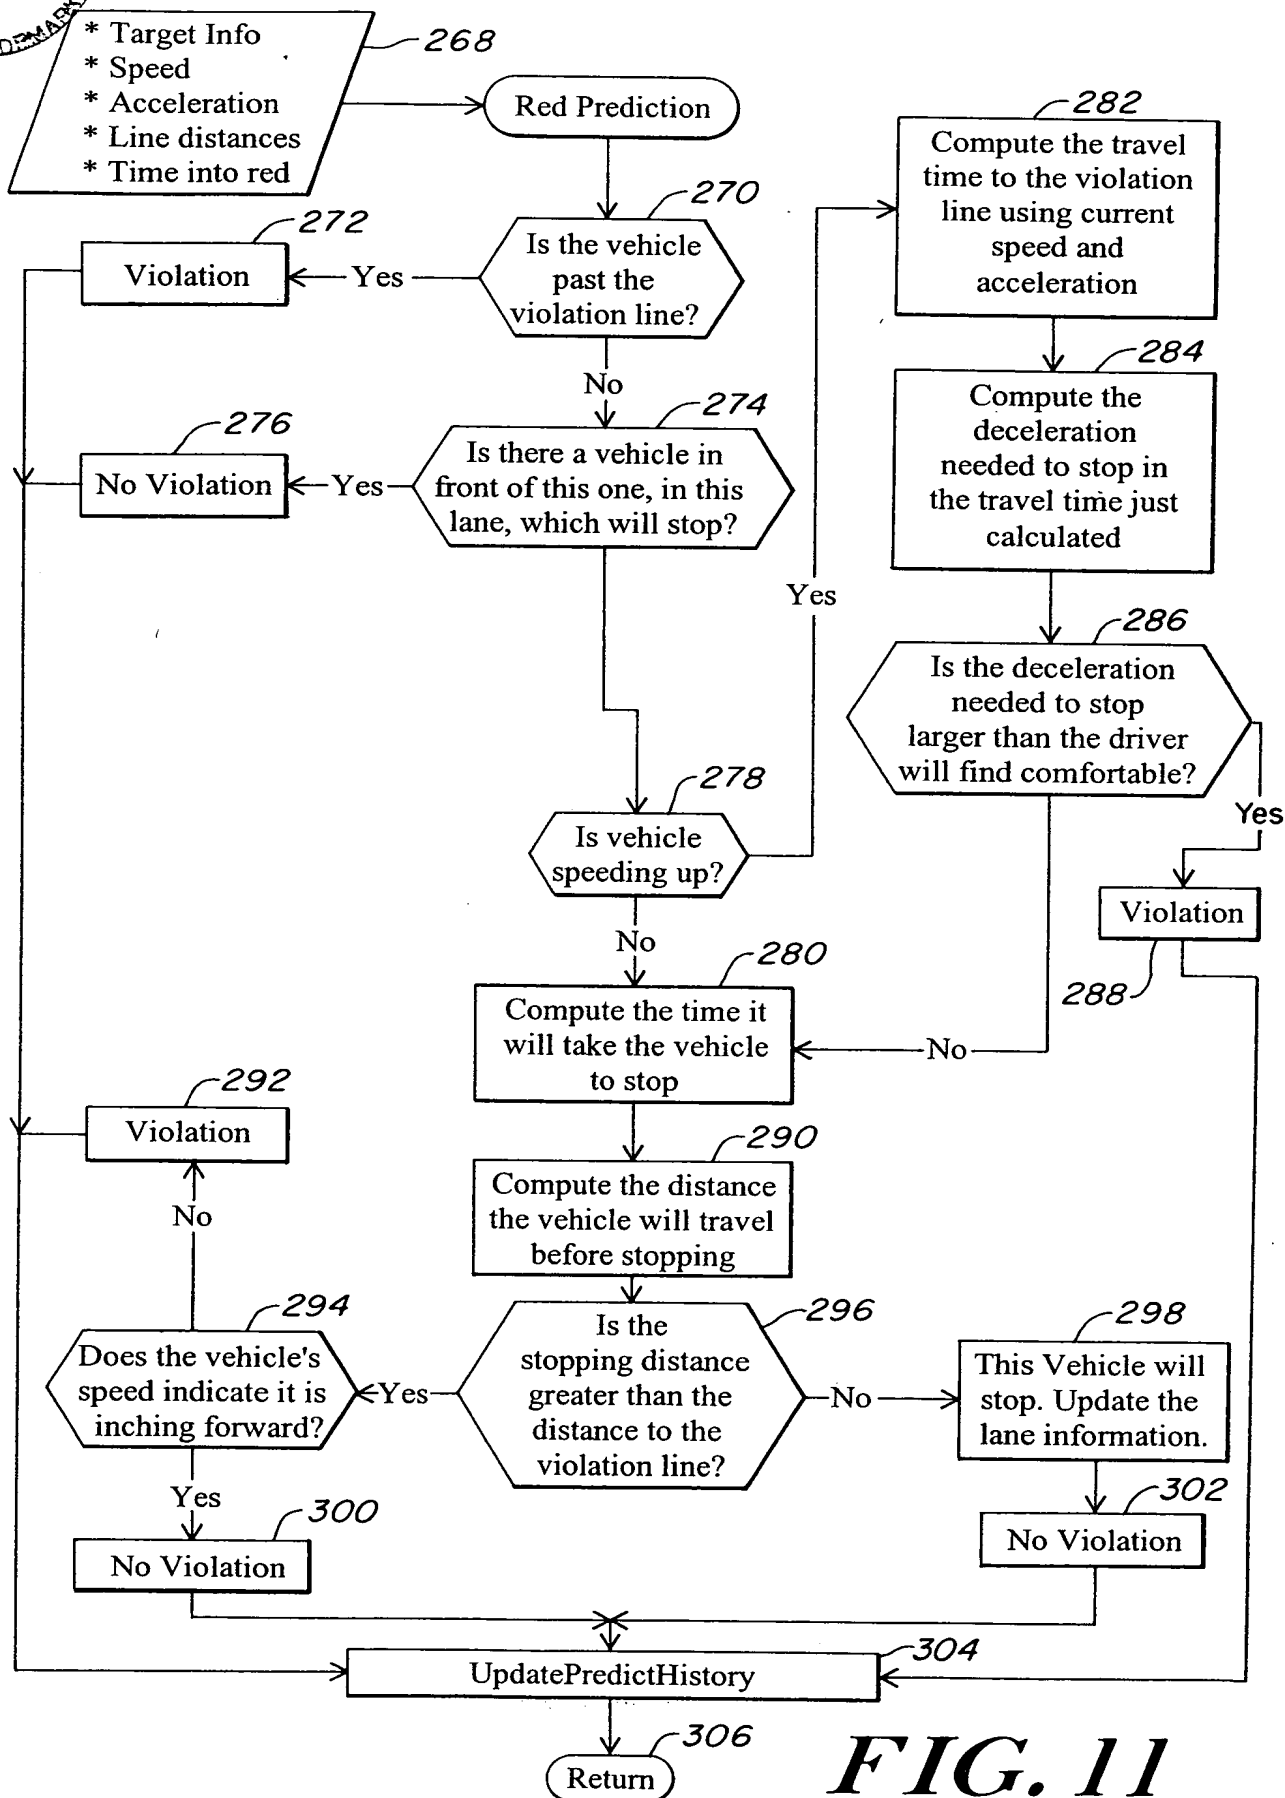 * Target Info
* Speed
* Acceleration
* Line distances
* Time into red
268
Red Prediction
270
Is the vehicle
past the
violation line?
Yes
272
Violation
No
274
Is there a vehicle in
front of this one, in this
lane, which will stop?
Yes
276
No Violation
278
Is vehicle
speeding up?
Yes
282
Compute the travel
time to the violation
line using current
speed and
acceleration
284
Compute the
deceleration
needed to stop in
the travel time just
calculated
286
Is the deceleration
needed to stop
larger than the driver
will find comfortable?
Yes
Violation
288
No
No
280
Compute the time it
will take the vehicle
to stop
290
Compute the distance
the vehicle will travel
before stopping
296
Is the
stopping distance
greater than the
distance to the
violation line?
Yes
294
Does the vehicle's
speed indicate it is
inching forward?
No
292
Violation
Yes
300
No Violation
No
298
This Vehicle will
stop. Update the
lane information.
302
No Violation
304
UpdatePredictHistory
306
Return
FIG. 11